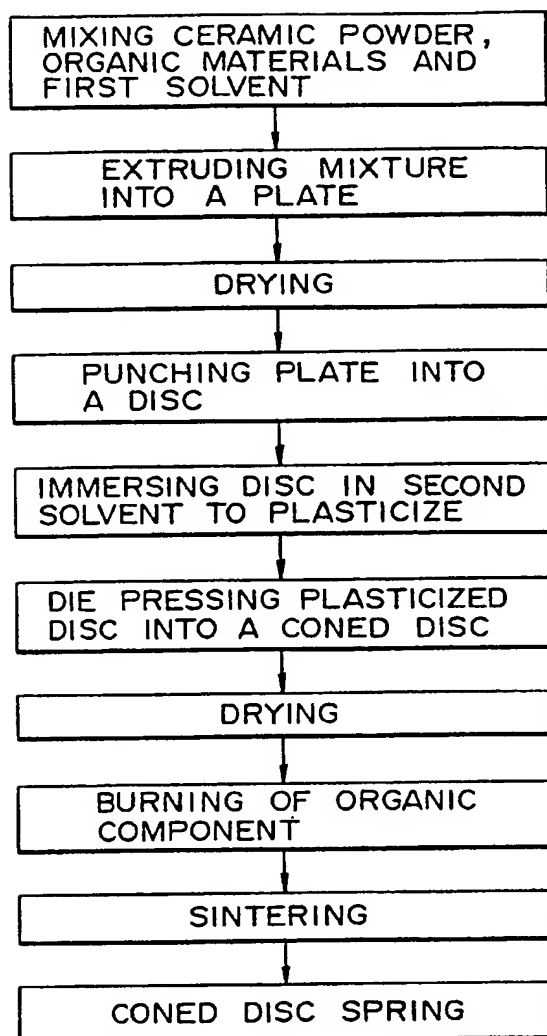 MIXING CERAMIC POWDER,
ORGANIC MATERIALS AND
FIRST SOLVENT
EXTRUDING MIXTURE
INTO A PLATE
DRYING
PUNCHING PLATE INTO
A DISC
IMMERSING DISC IN SECOND
SOLVENT TO PLASTICIZE
DIE PRESSING PLASTICIZED
DISC INTO A CONED DISC
DRYING
BURNING OF ORGANIC
COMPONENT
SINTERING
CONED DISC SPRING